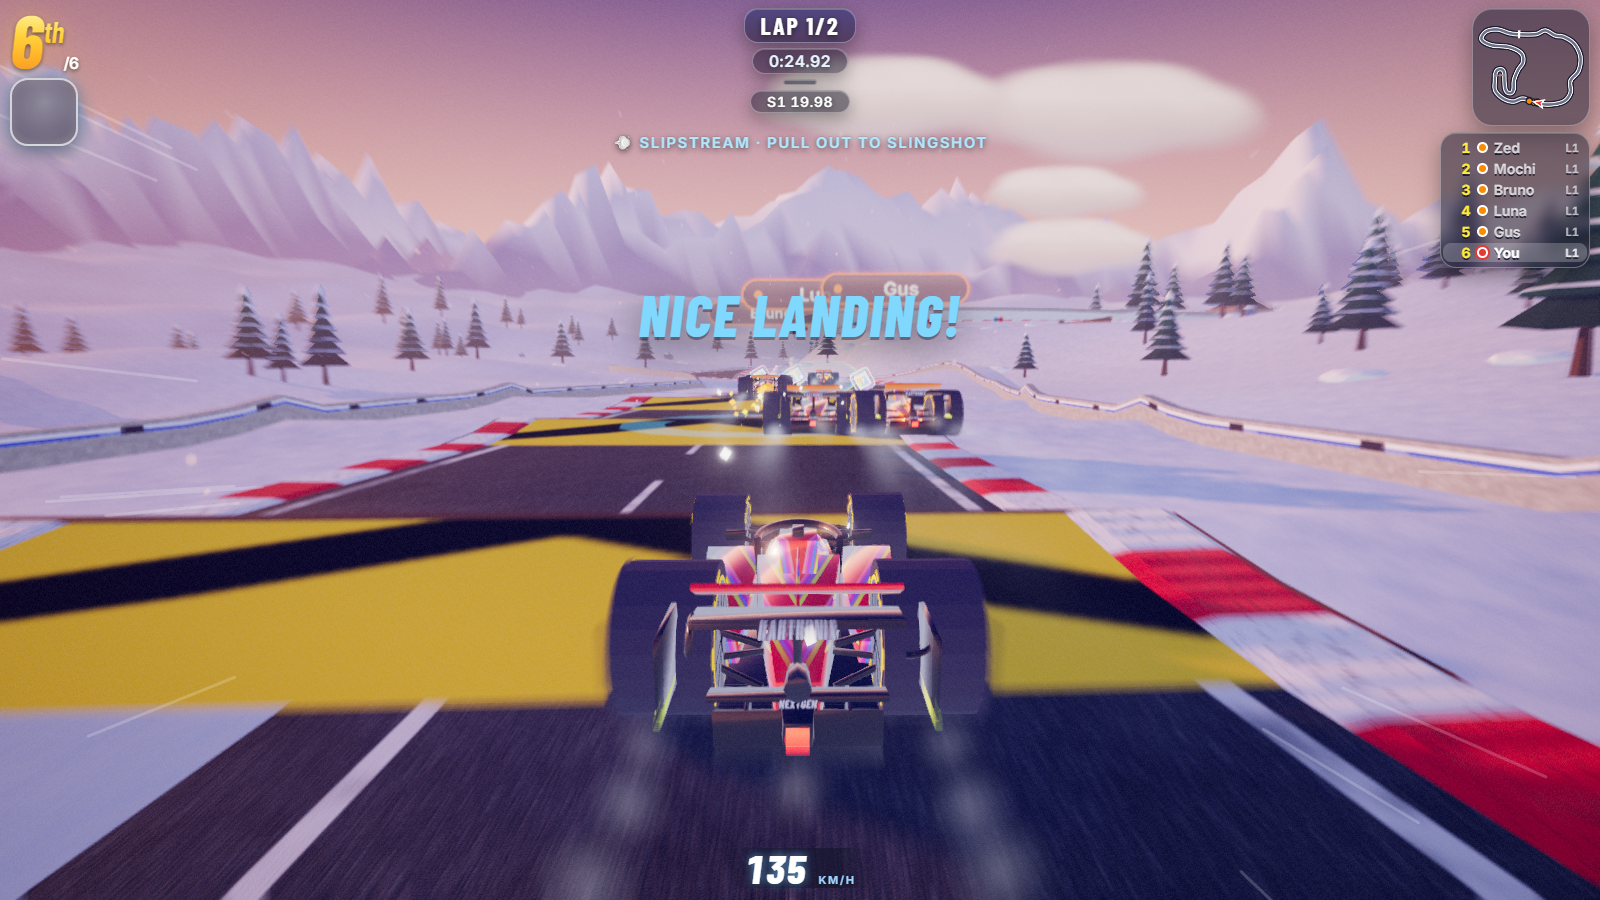 6th
/6
LAP 1/2
0:24.92
S1 19.98
SLIPSTREAM · PULL OUT TO SLINGSHOT
1 Zed L1
2 Mochi L1
3 Bruno L1
4 Luna L1
5 Gus L1
6 You L1
Gus
NICE LANDING!
NEXTGEN
135 KM/H